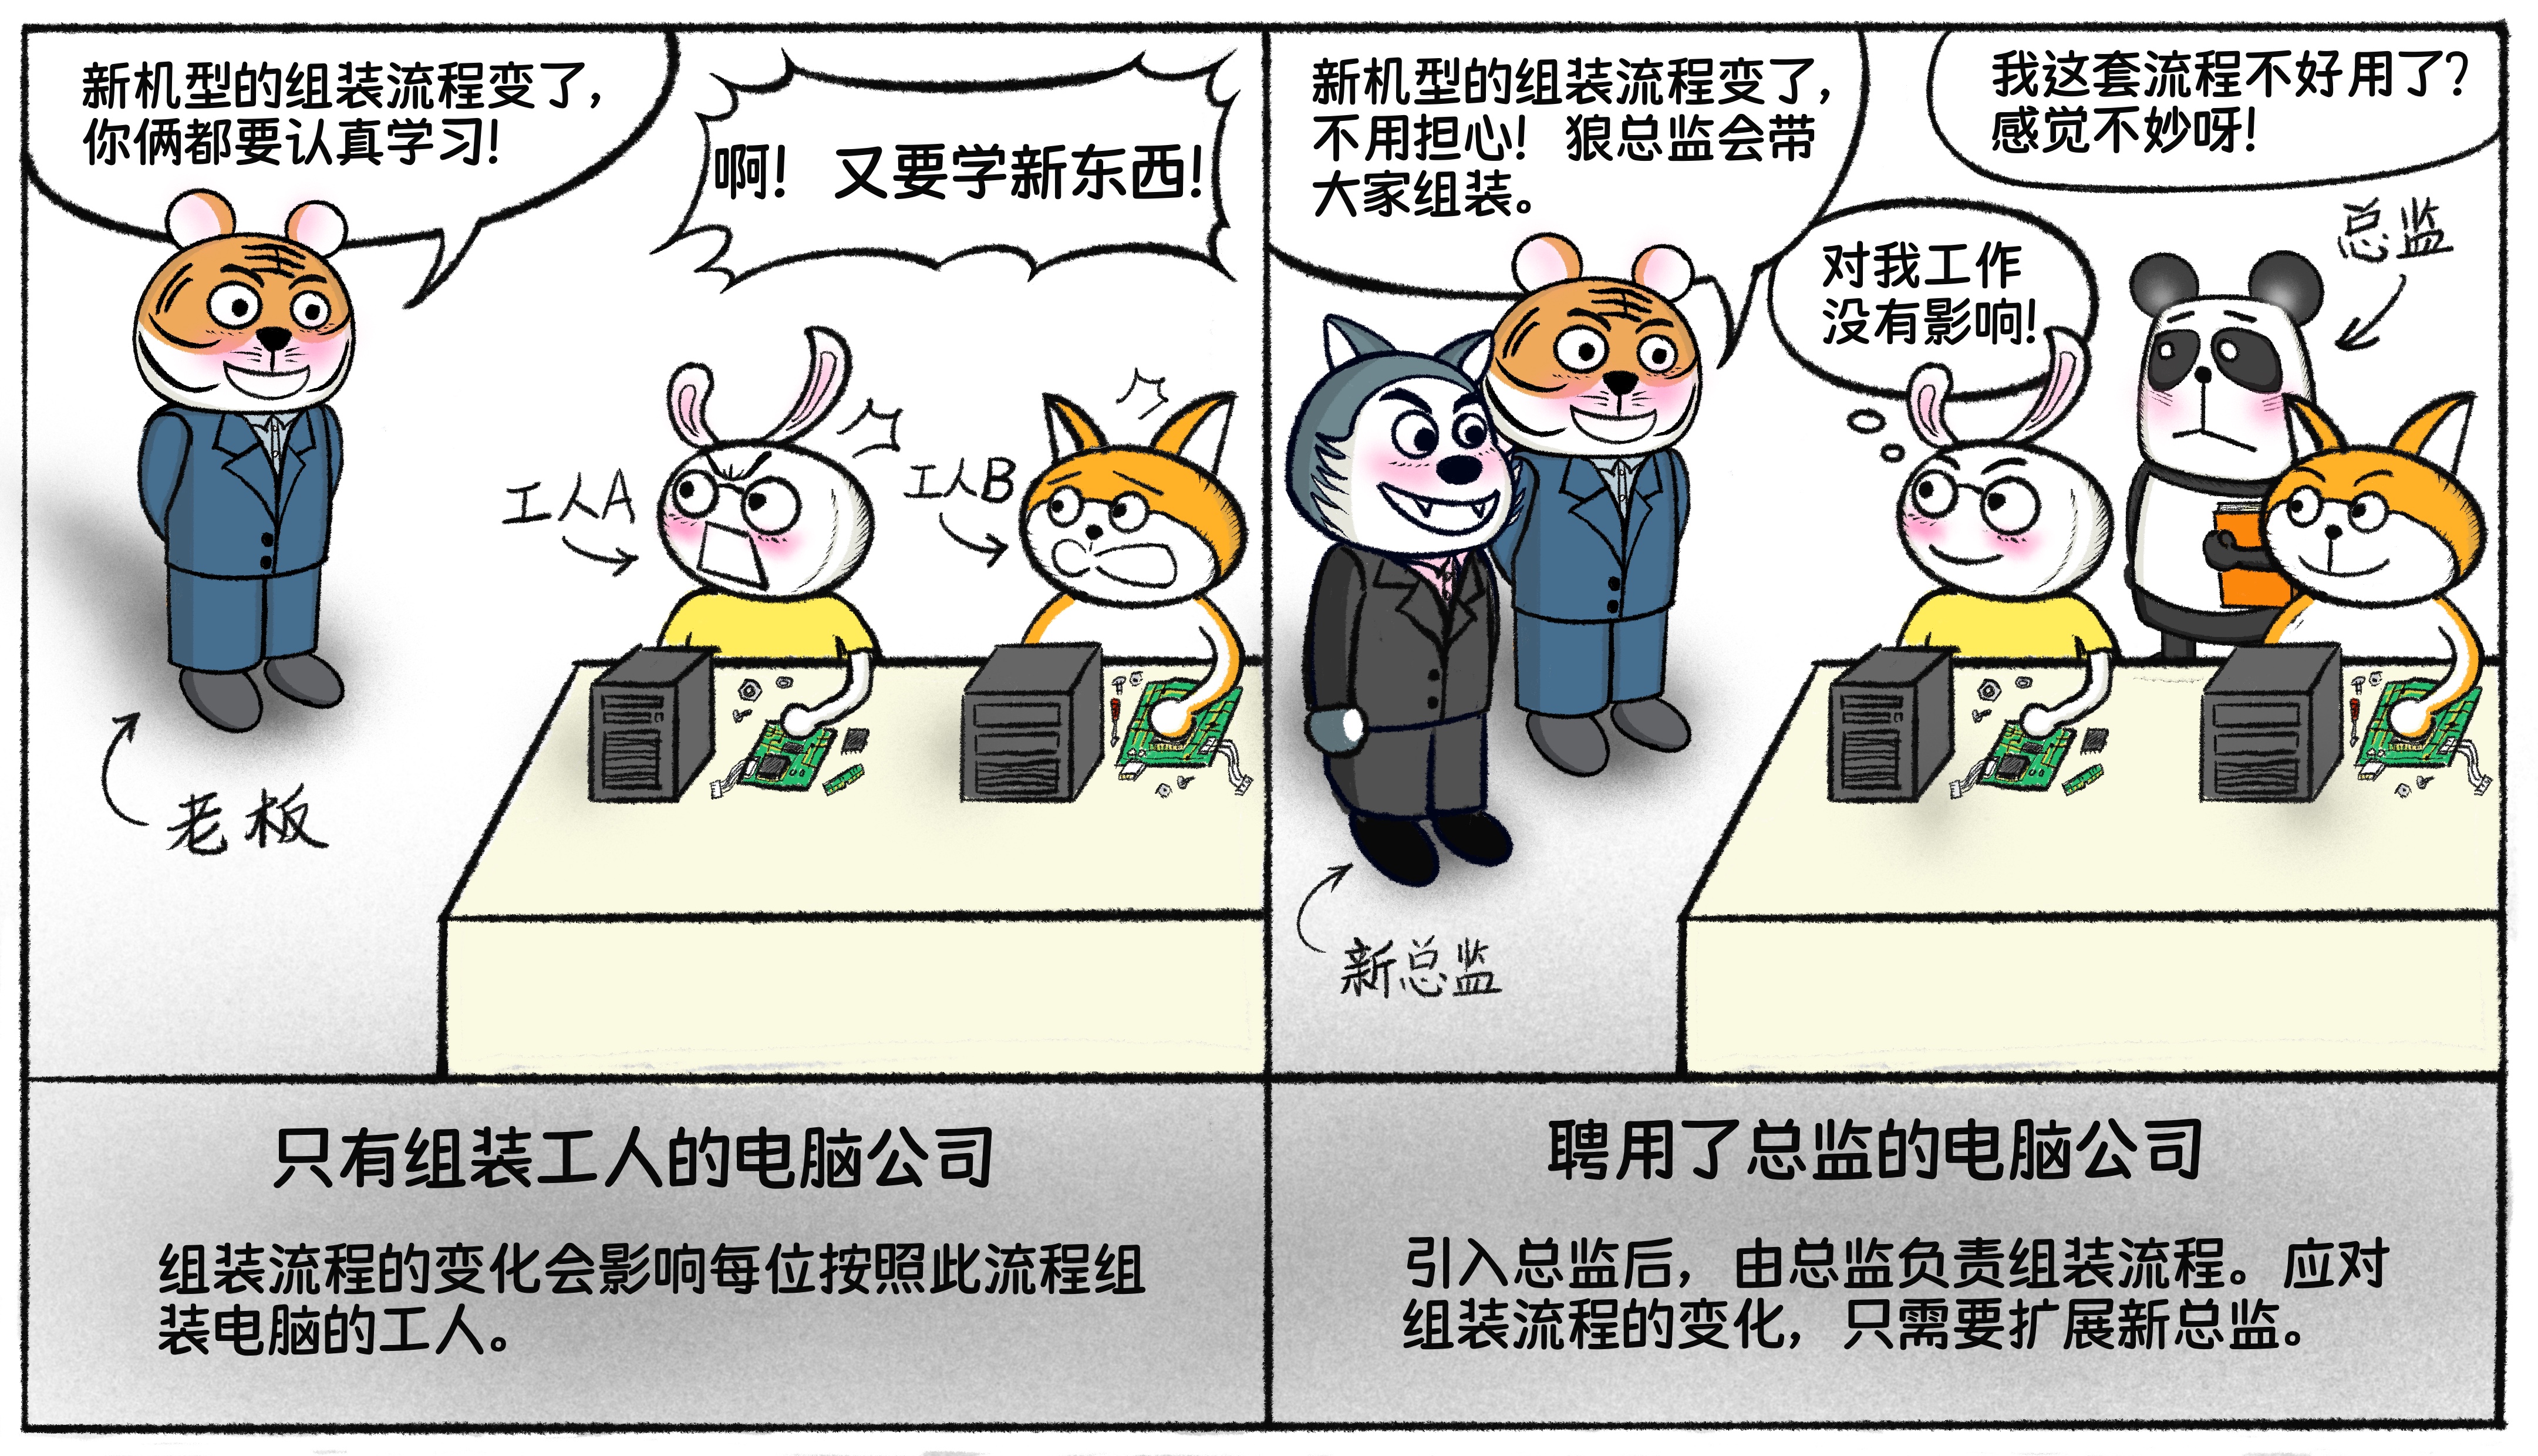 新机型的组装流程变了，
你俩都要认真学习！
啊！ 又要学新东西！
工人A
工人B
老板
新机型的组装流程变了，
不用担心！ 狼总监会带
大家组装。
我这套流程不好用了？
感觉不妙呀！
对我工作
没有影响！
总监
新总监
只有组装工人的电脑公司
组装流程的变化会影响每位按照此流程组
装电脑的工人。
聘用了总监的电脑公司
引入总监后，由总监负责组装流程。应对
组装流程的变化，只需要扩展新总监。